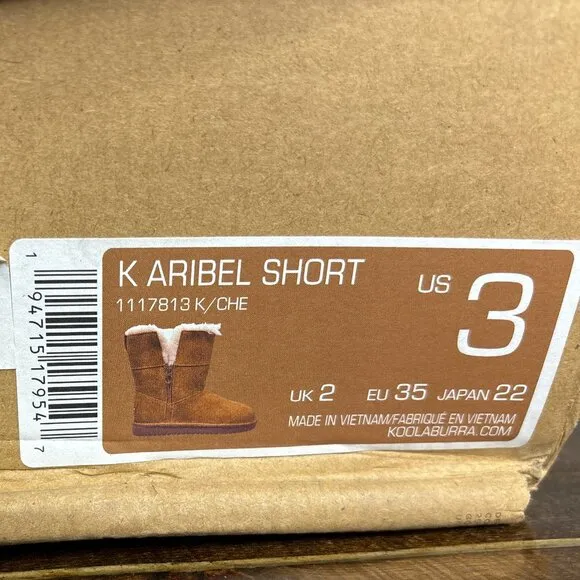 K ARIBEL SHORT
1117813 K/CHE
US 3
UK 2 EU 35 JAPAN 22
MADE IN VIETNAM/FABRIQUÉ EN VIETNAM
KOOLABURRA.COM
1 94715 17954 7